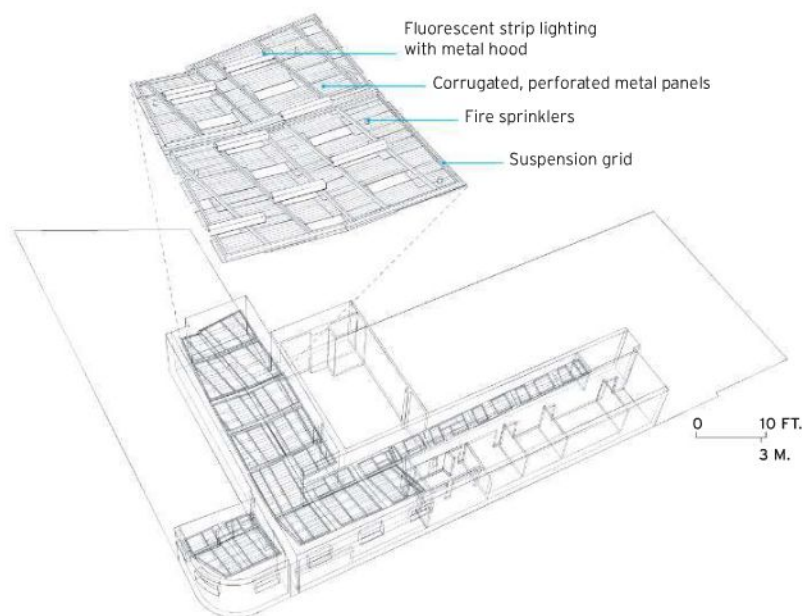 Fluorescent strip lighting
with metal hood
Corrugated, perforated metal panels
Fire sprinklers
Suspension grid
0 10 FT.
3 M.